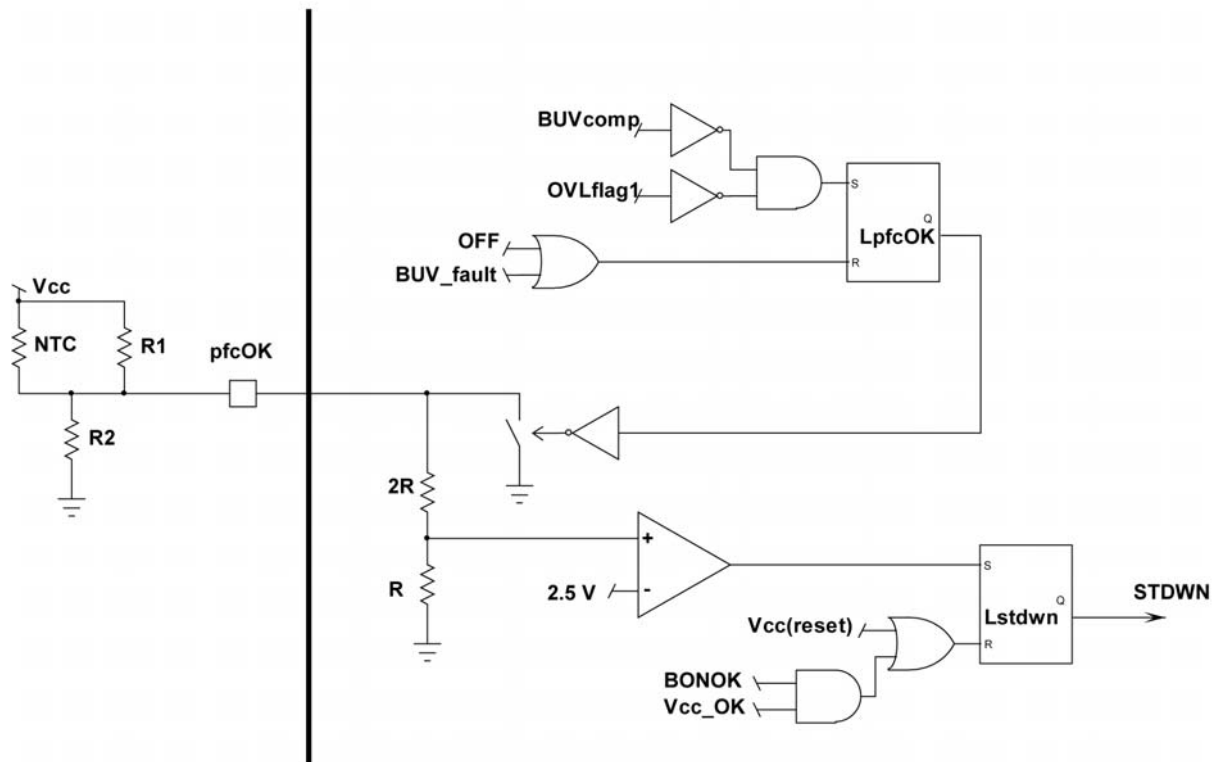 BUVcomp
OVLflag1
S
Q
LpfcOK
R
OFF
BUV_fault
Vcc
NTC
R1
pfcOK
R2
2R
+
R
2.5 V
-
S
Q
Lstdwn
R
STDWN
Vcc(reset)
BONOK
Vcc_OK